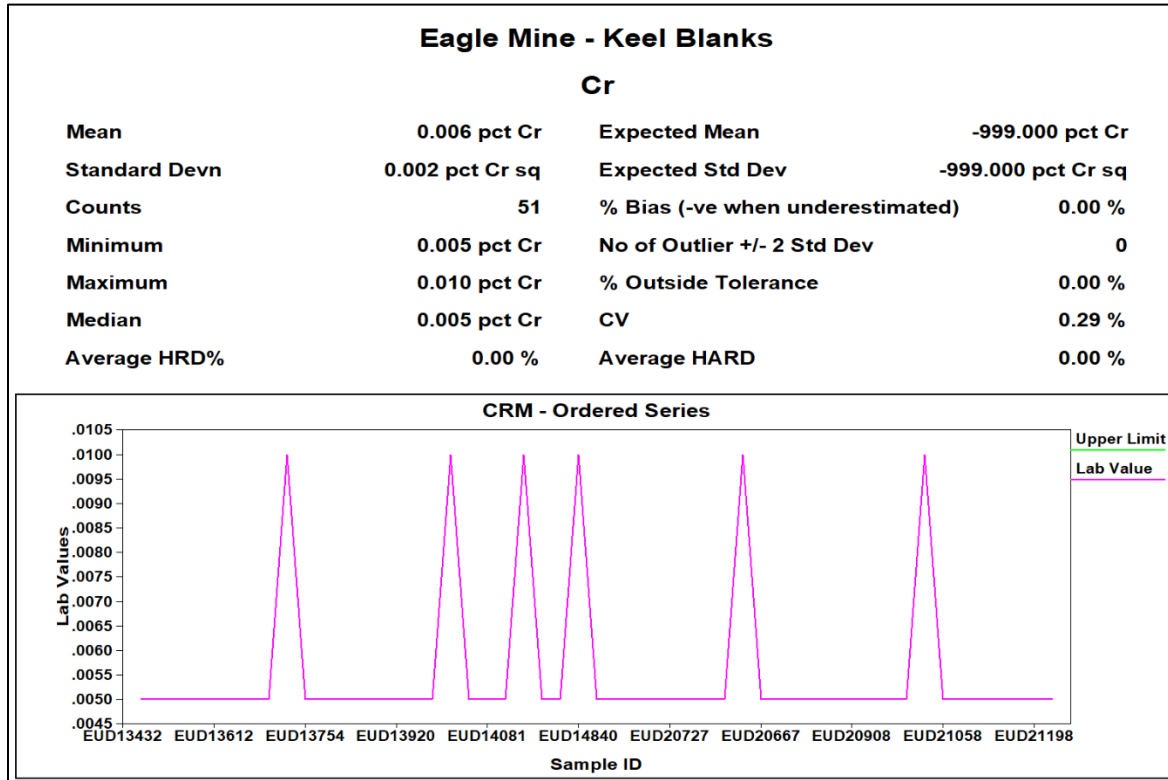 Eagle Mine - Keel Blanks
Cr
Mean 0.006 pct Cr Expected Mean -999.000 pct Cr
Standard Devn 0.002 pct Cr sq Expected Std Dev -999.000 pct Cr sq
Counts 51 % Bias (-ve when underestimated) 0.00 %
Minimum 0.005 pct Cr No of Outlier +/- 2 Std Dev 0
Maximum 0.010 pct Cr % Outside Tolerance 0.00 %
Median 0.005 pct Cr CV 0.29 %
Average HRD% 0.00 % Average HARD 0.00 %
CRM - Ordered Series
Upper Limit
Lab Value
Lab Values
.0105
.0100
.0095
.0090
.0085
.0080
.0075
.0070
.0065
.0060
.0055
.0050
.0045
EUD13432 EUD13612 EUD13754 EUD13920 EUD14081 EUD14840 EUD20727 EUD20667 EUD20908 EUD21058 EUD21198
Sample ID